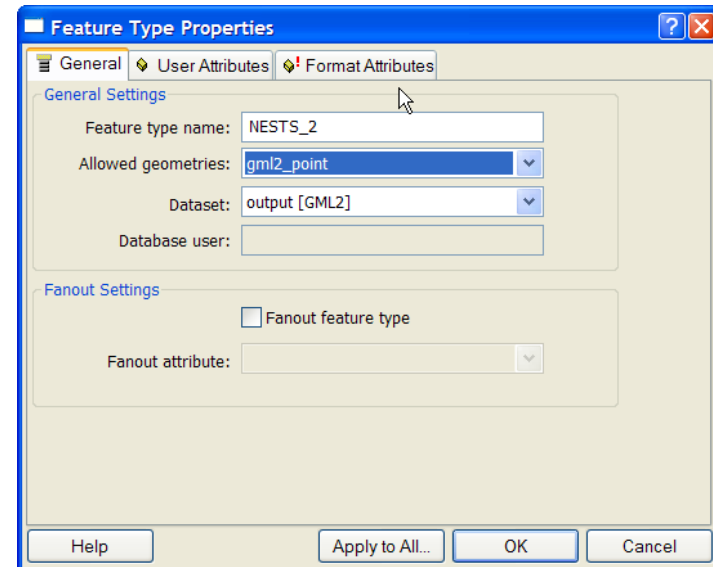 Feature Type Properties
General User Attributes Format Attributes
General Settings
Feature type name: NESTS_2
Allowed geometries: gml2_point
Dataset: output [GML2]
Database user:
Fanout Settings
Fanout feature type
Fanout attribute:
Help Apply to All... OK Cancel